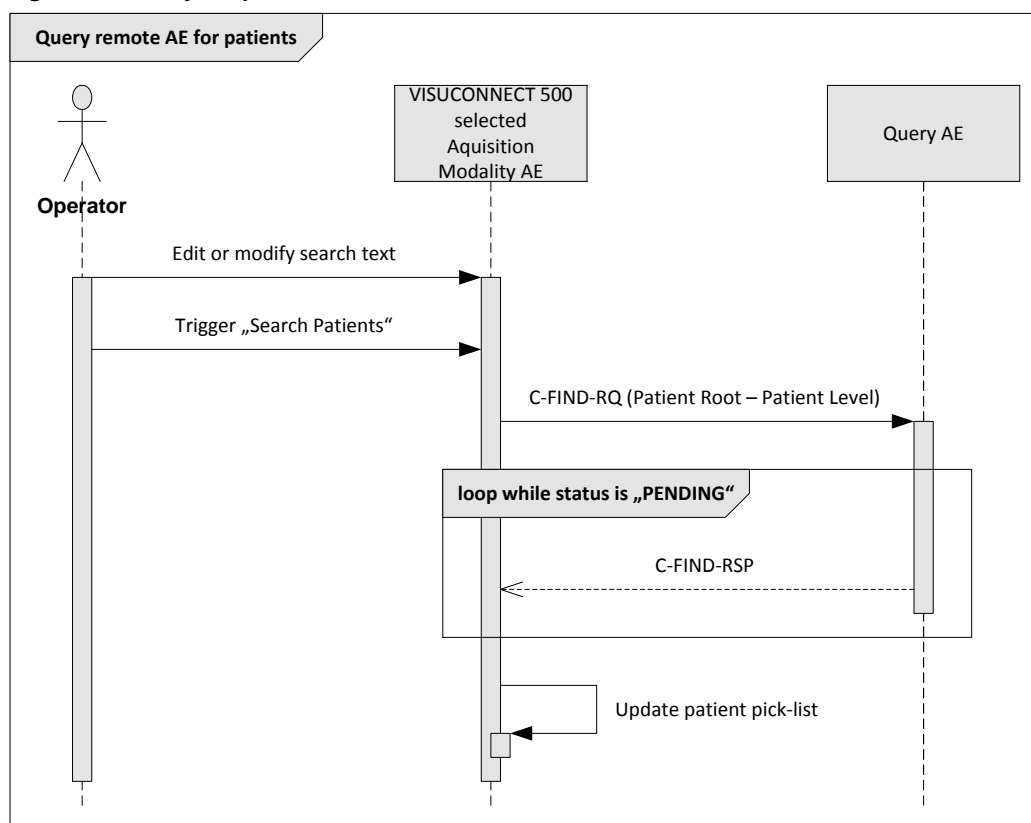 Query remote AE for patients
VISUCONNECT 500
selected
Aquisition
Modality AE
Query AE
Operator
Edit or modify search text
Trigger „Search Patients“
C-FIND-RQ (Patient Root – Patient Level)
loop while status is „PENDING“
C-FIND-RSP
Update patient pick-list